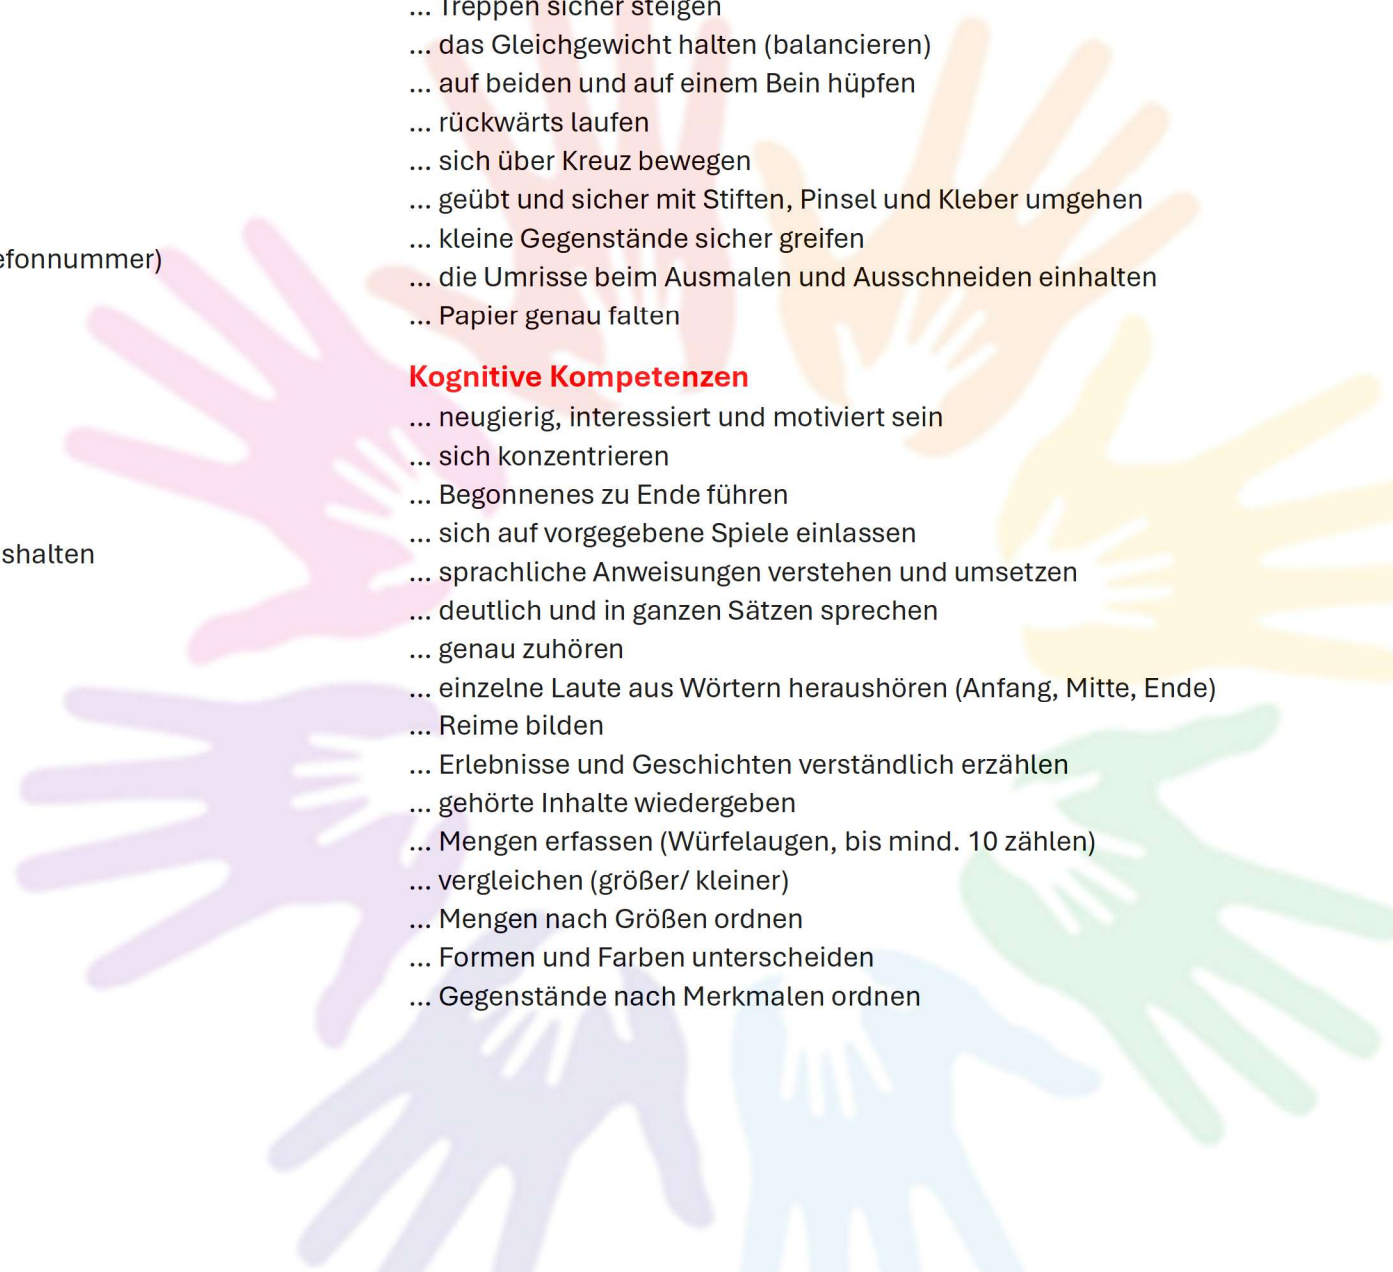 ... Treppen sicher steigen
... das Gleichgewicht halten (balancieren)
... auf beiden und auf einem Bein hüpfen
... rückwärts laufen
... sich über Kreuz bewegen
... geübt und sicher mit Stiften, Pinsel und Kleber umgehen
... kleine Gegenstände sicher greifen
efonnummer)
... die Umrisse beim Ausmalen und Ausschneiden einhalten
... Papier genau falten
Kognitive Kompetenzen
... neugierig, interessiert und motiviert sein
... sich konzentrieren
... Begonnenes zu Ende führen
... sich auf vorgegebene Spiele einlassen
shalten
... sprachliche Anweisungen verstehen und umsetzen
... deutlich und in ganzen Sätzen sprechen
... genau zuhören
... einzelne Laute aus Wörtern heraushören (Anfang, Mitte, Ende)
... Reime bilden
... Erlebnisse und Geschichten verständlich erzählen
... gehörte Inhalte wiedergeben
... Mengen erfassen (Würfelaugen, bis mind. 10 zählen)
... vergleichen (größer/ kleiner)
... Mengen nach Größen ordnen
... Formen und Farben unterscheiden
... Gegenstände nach Merkmalen ordnen